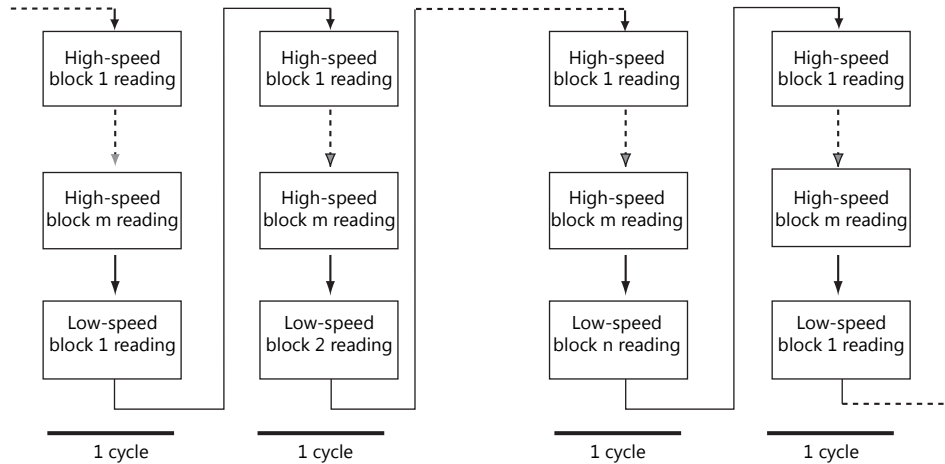 High-speed
block 1 reading
High-speed
block m reading
Low-speed
block 1 reading
1 cycle
High-speed
block 1 reading
High-speed
block m reading
Low-speed
block 2 reading
1 cycle
High-speed
block 1 reading
High-speed
block m reading
Low-speed
block n reading
1 cycle
High-speed
block 1 reading
High-speed
block m reading
Low-speed
block 1 reading
1 cycle